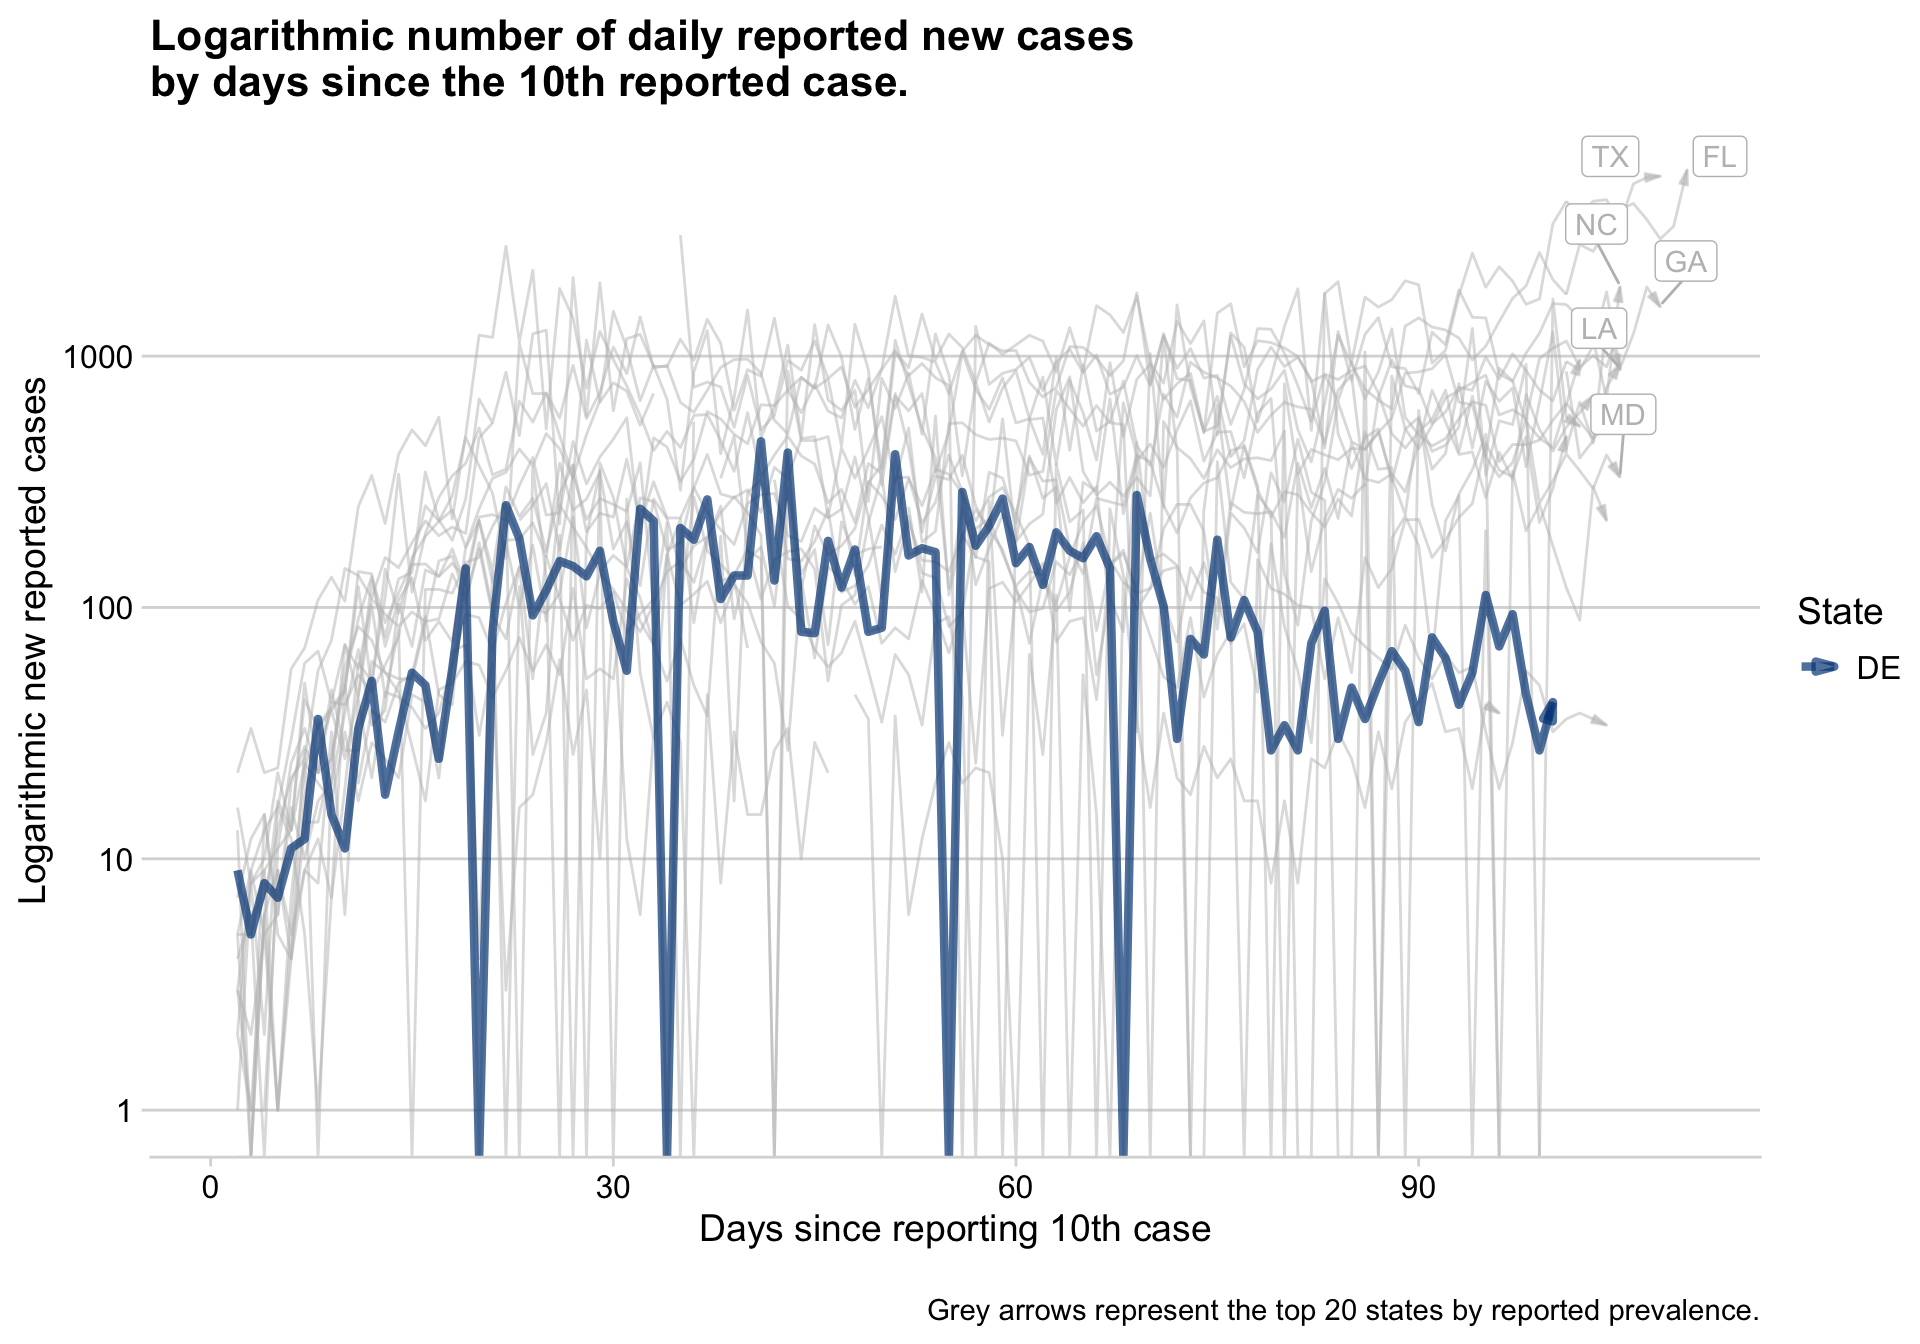 Logarithmic number of daily reported new cases
by days since the 10th reported case.
TX
FL
NC
GA
LA
MD
1000
100
10
1
Logarithmic new reported cases
0
30
60
90
Days since reporting 10th case
State
DE
Grey arrows represent the top 20 states by reported prevalence.